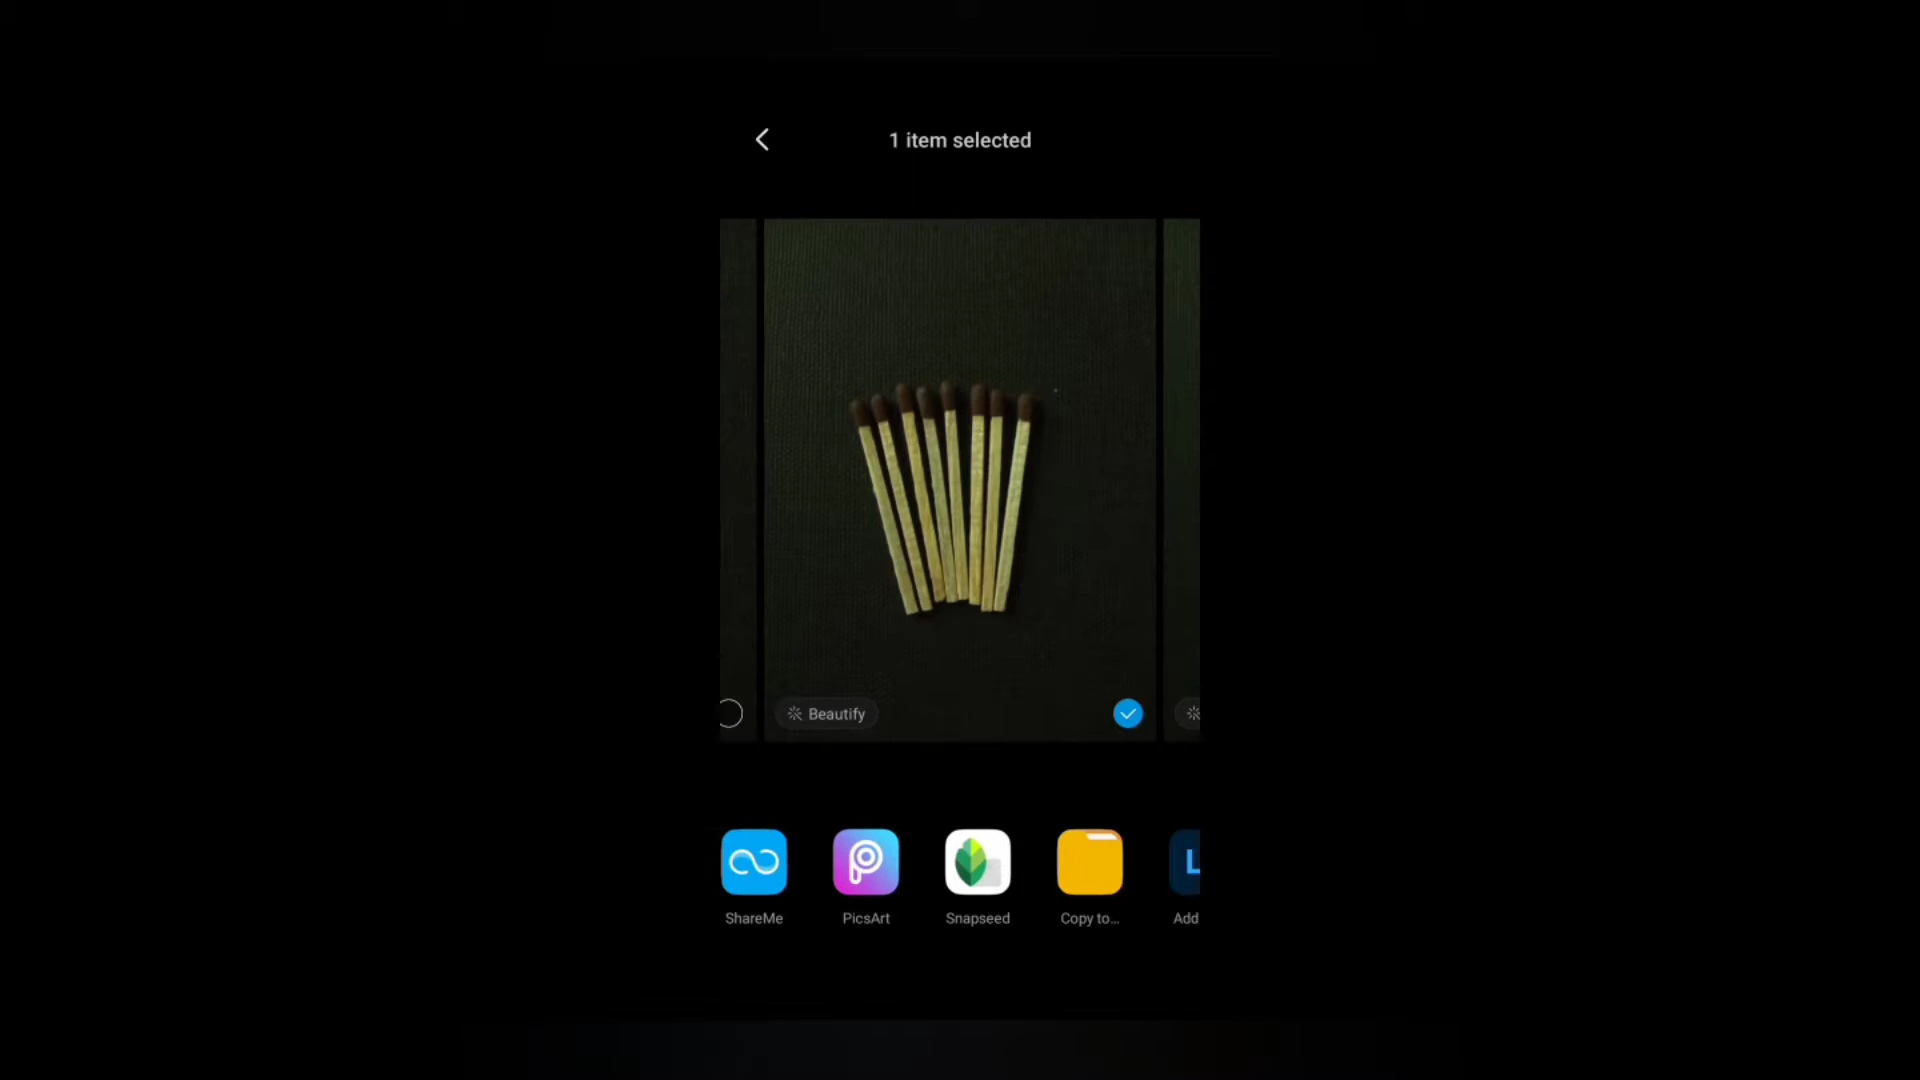 1 item selected
Beautify
ShareMe
PicsArt
Snapseed
Copy to...
Add